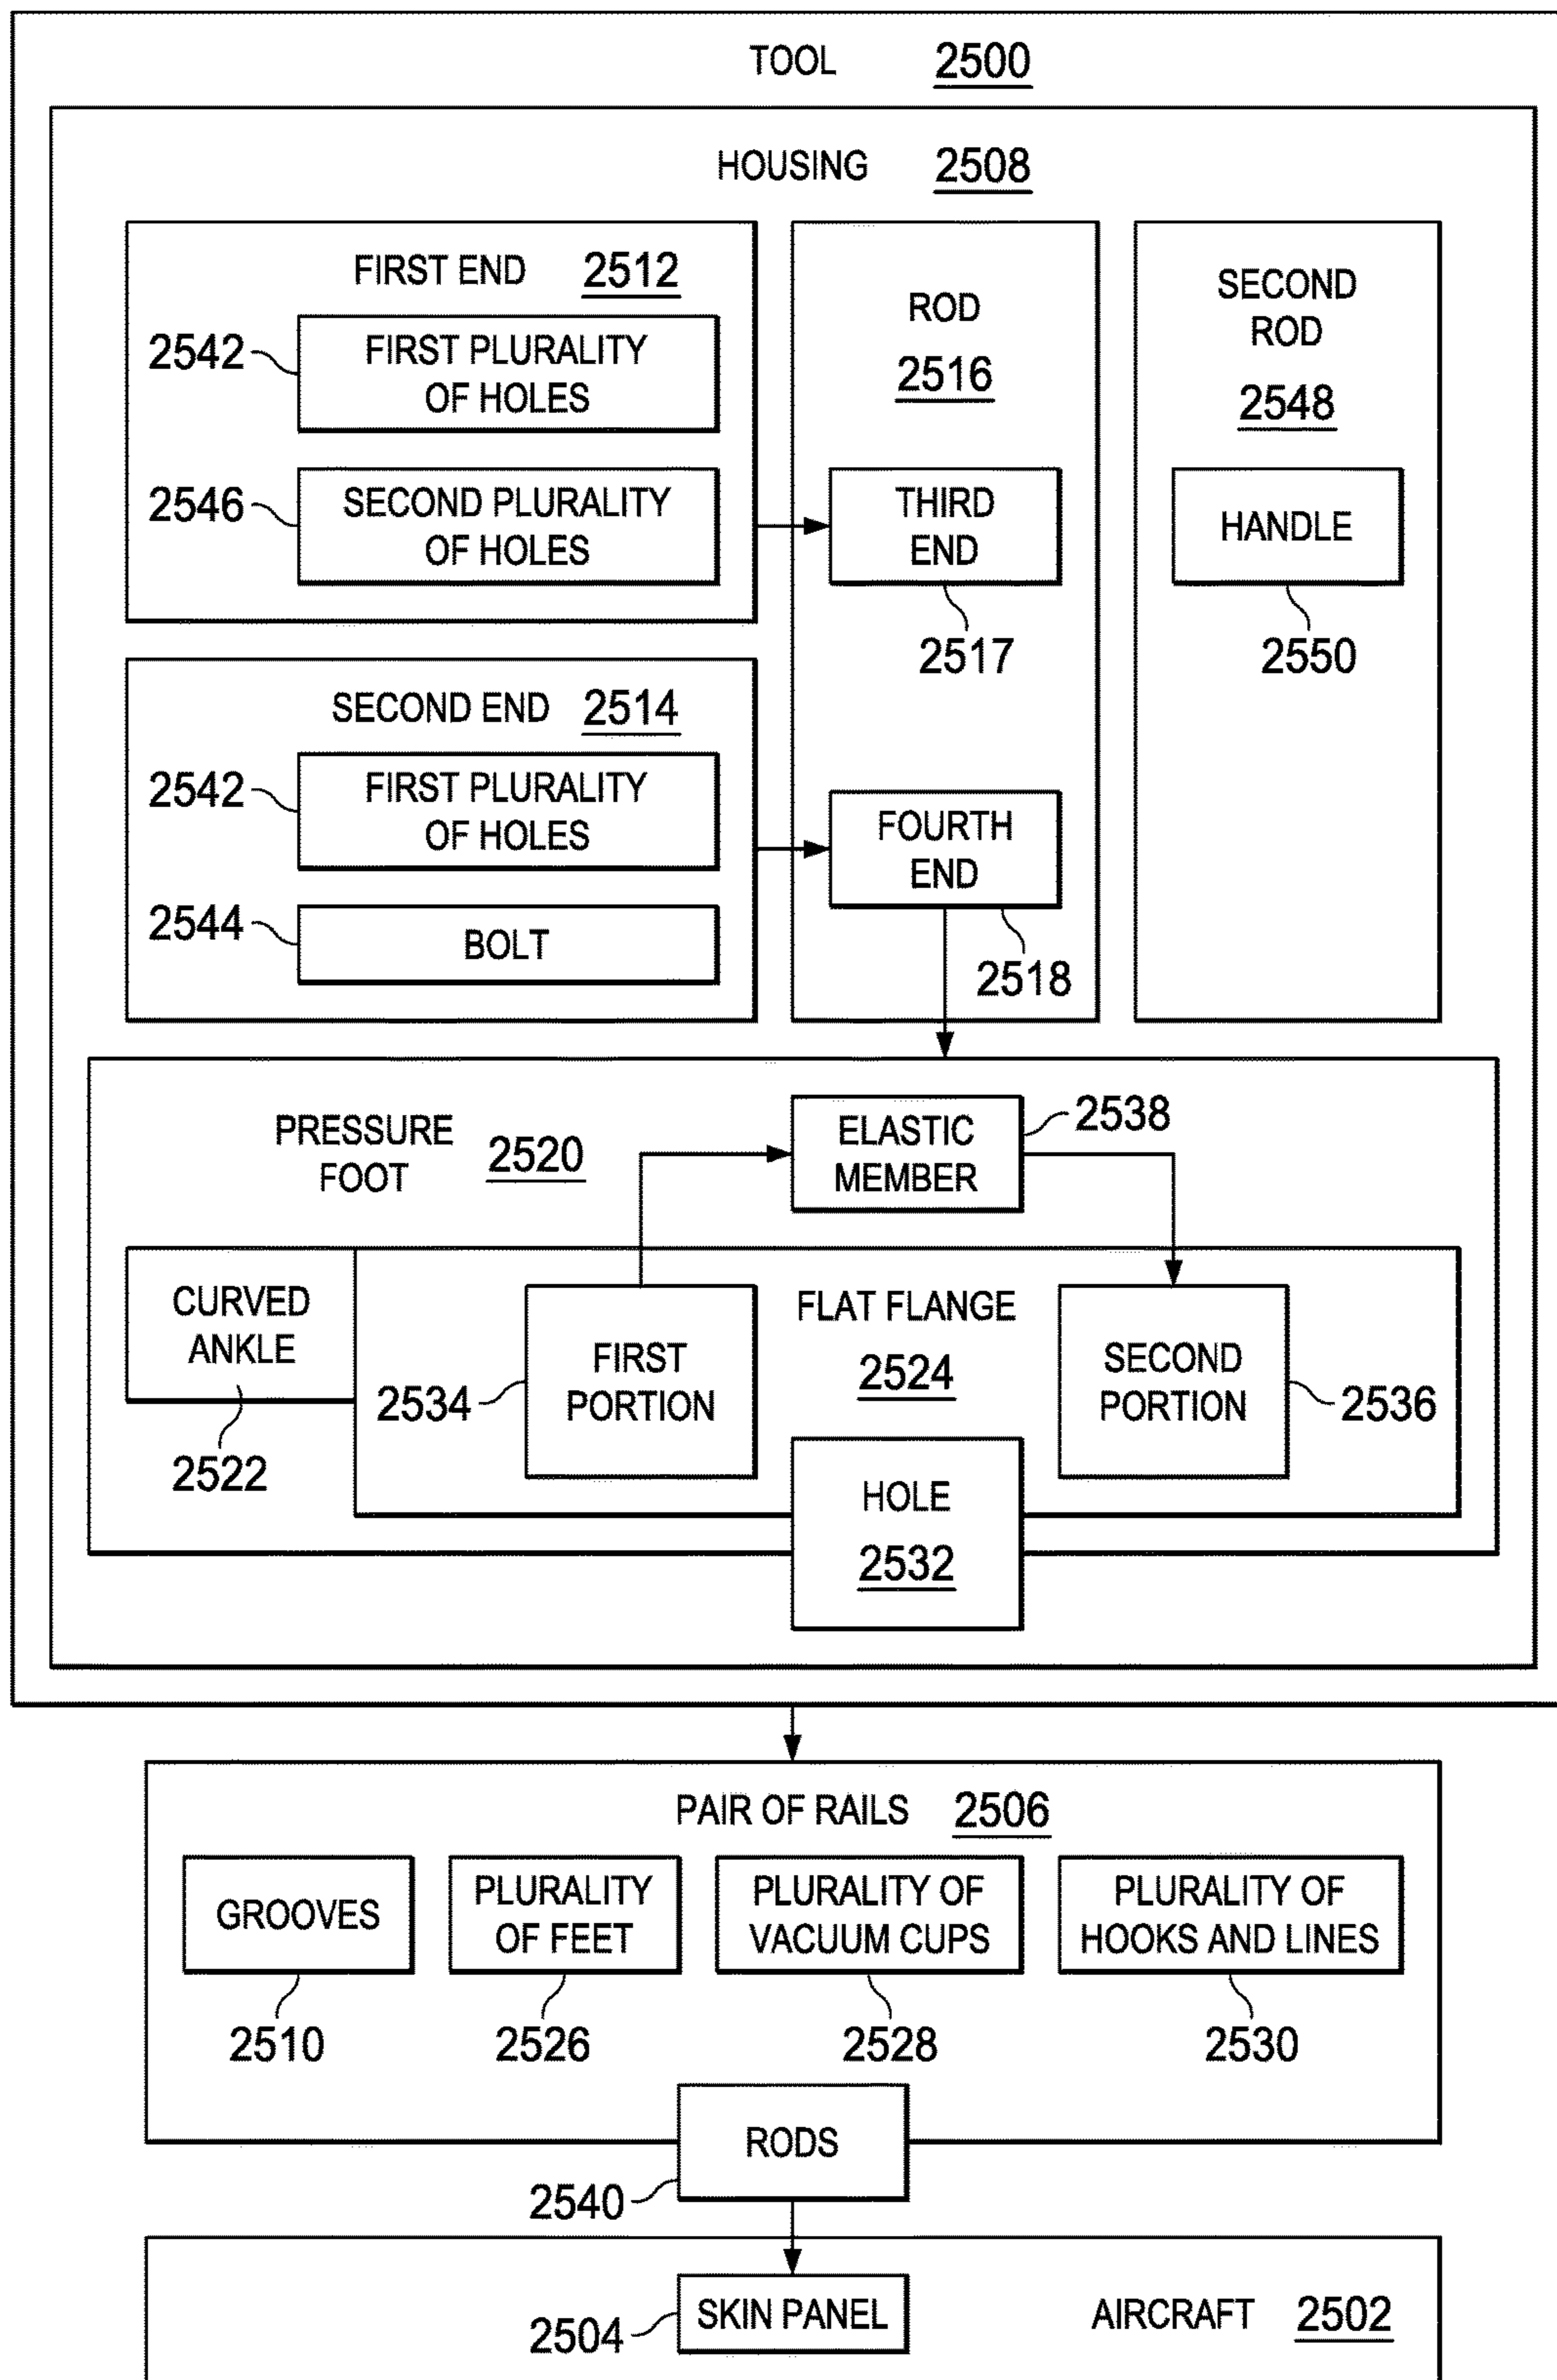 TOOL 2500
HOUSING 2508
FIRST END 2512
2542
FIRST PLURALITY
OF HOLES
2546
SECOND PLURALITY
OF HOLES
ROD
2516
THIRD
END
2517
SECOND
ROD
2548
HANDLE
2550
SECOND END 2514
2542
FIRST PLURALITY
OF HOLES
2544
BOLT
FOURTH
END
2518
PRESSURE
FOOT
2520
ELASTIC
MEMBER
2538
CURVED
ANKLE
2522
2534
FIRST
PORTION
FLAT FLANGE
2524
SECOND
PORTION
2536
HOLE
2532
PAIR OF RAILS 2506
GROOVES
2510
PLURALITY
OF FEET
2526
PLURALITY OF
VACUUM CUPS
2528
PLURALITY OF
HOOKS AND LINES
2530
RODS
2540
2504
SKIN PANEL
AIRCRAFT 2502